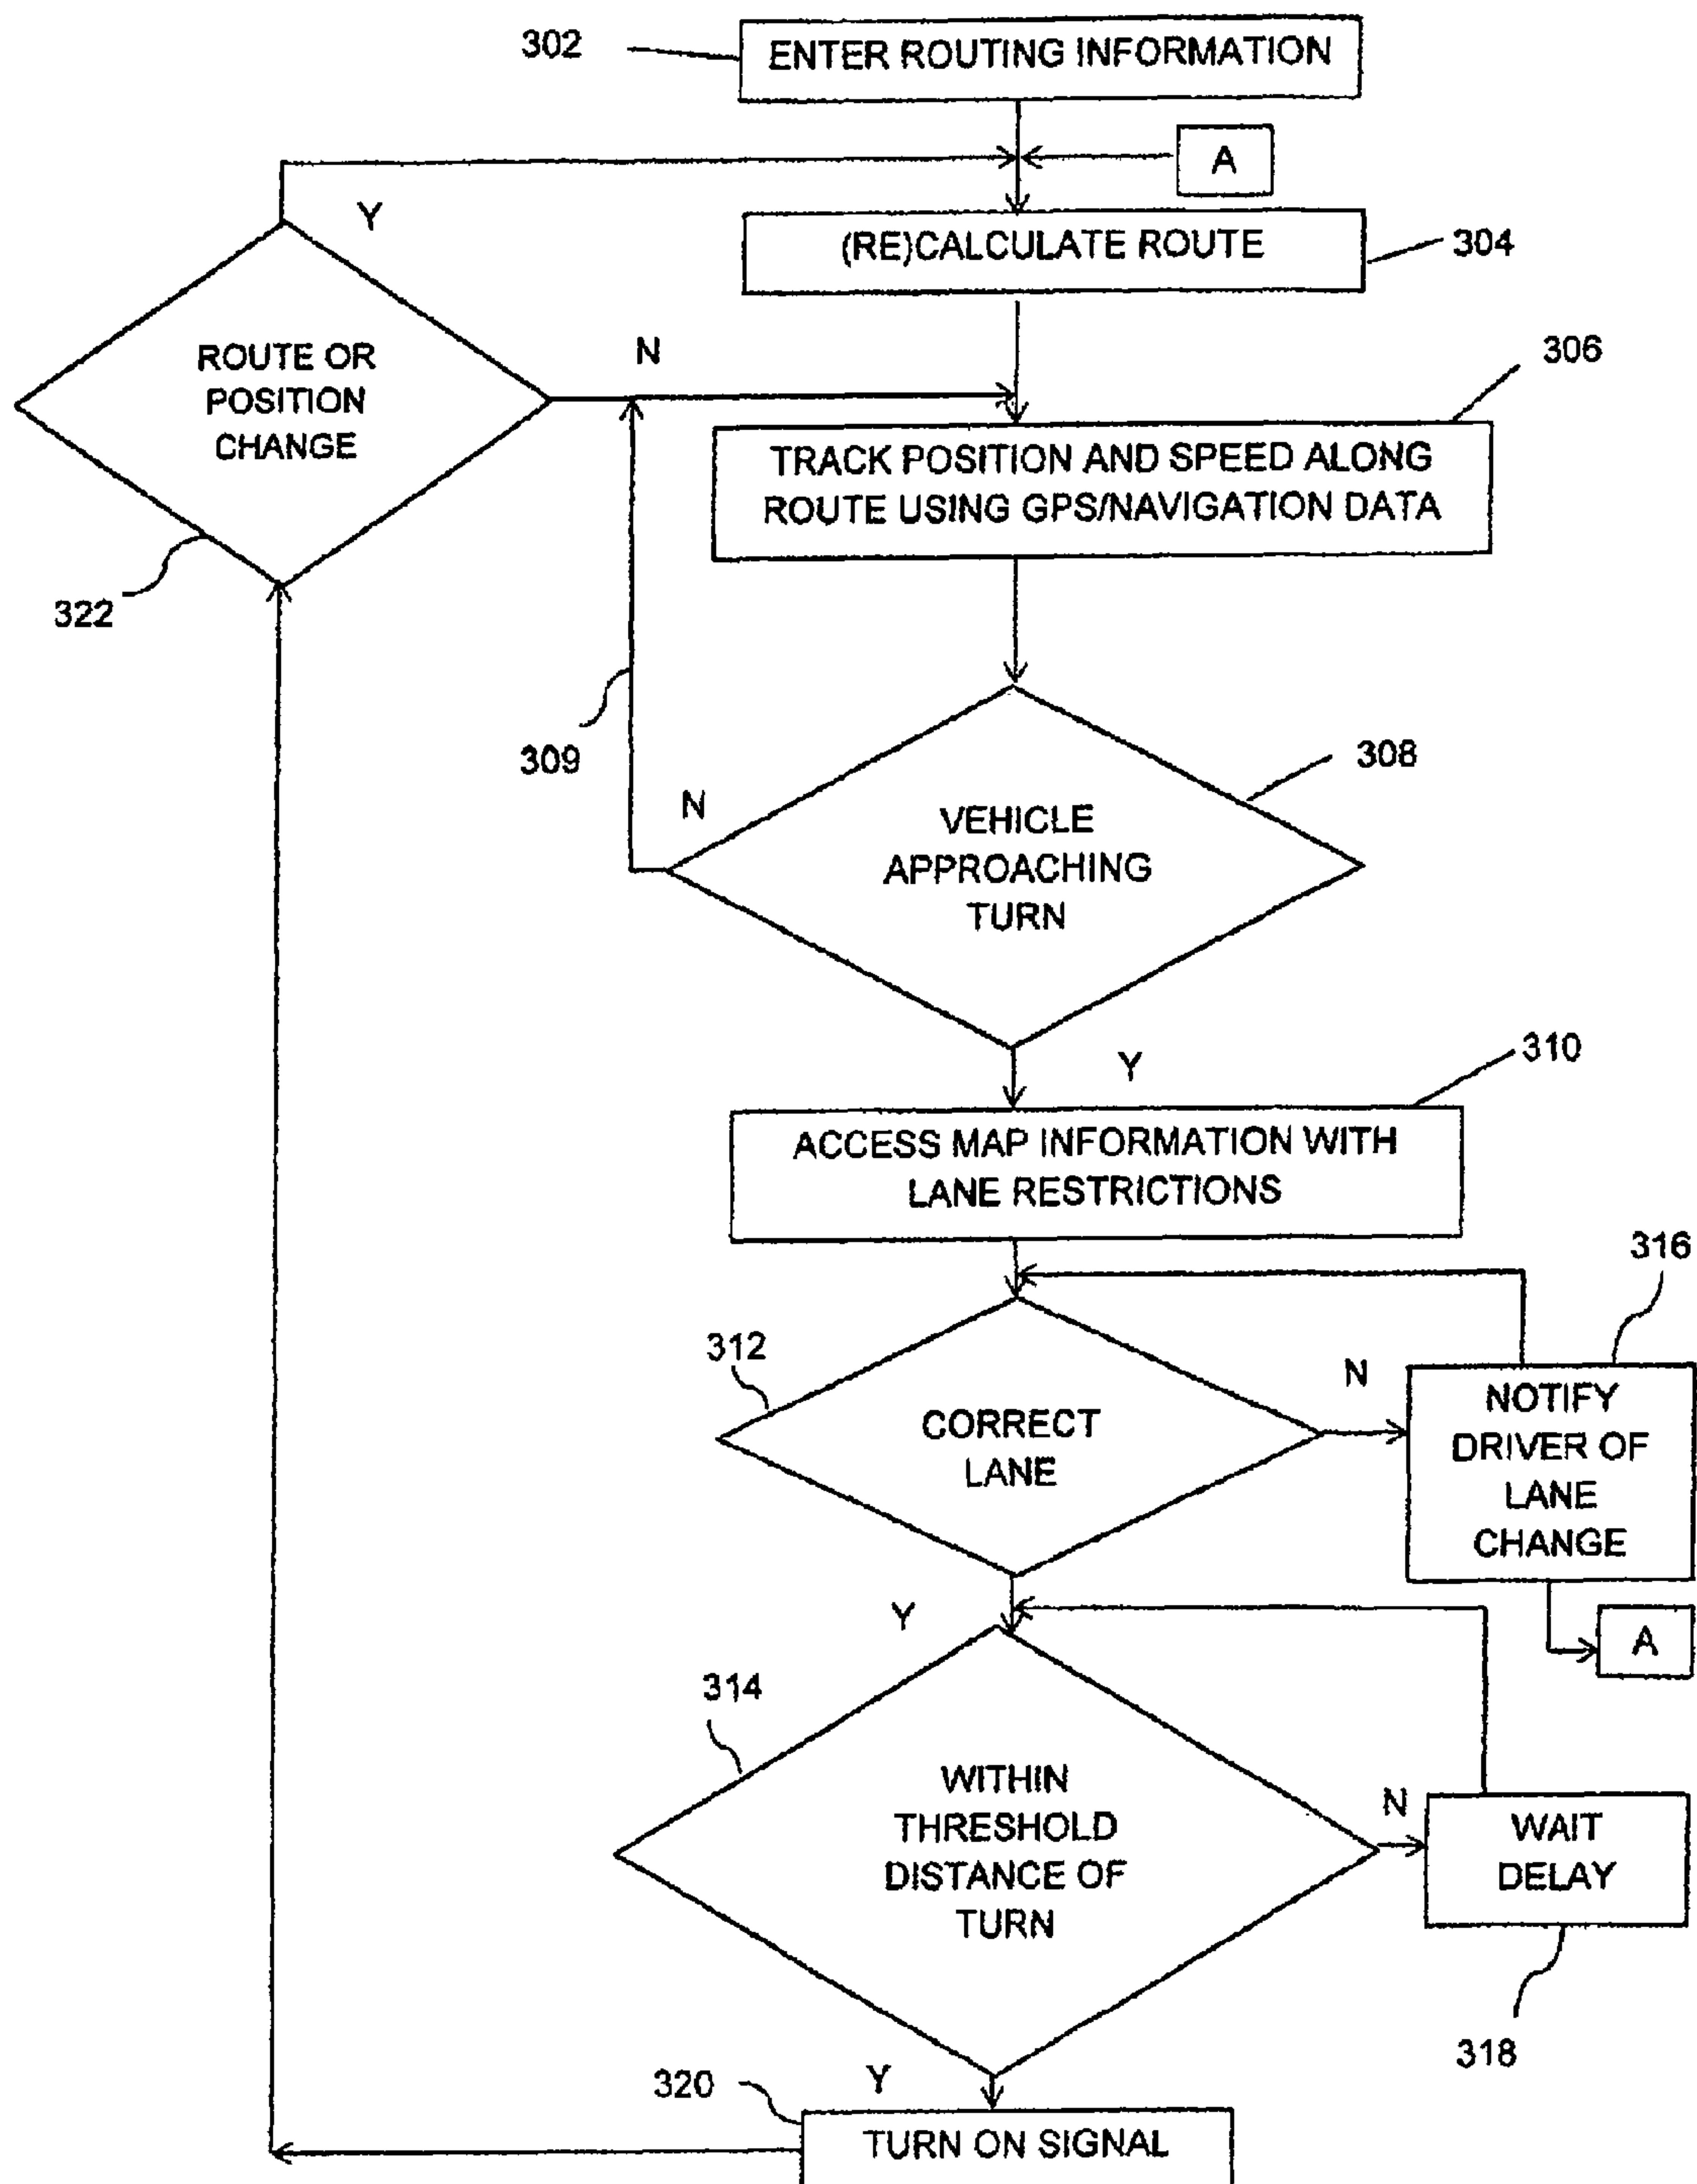 302
ENTER ROUTING INFORMATION
A
Y
(RE)CALCULATE ROUTE
304
ROUTE OR
POSITION
CHANGE
N
306
TRACK POSITION AND SPEED ALONG
ROUTE USING GPS/NAVIGATION DATA
322
309
308
N
VEHICLE
APPROACHING
TURN
Y
310
ACCESS MAP INFORMATION WITH
LANE RESTRICTIONS
316
312
N
CORRECT
LANE
NOTIFY
DRIVER OF
LANE
CHANGE
Y
A
314
WITHIN
THRESHOLD
DISTANCE OF
TURN
N
WAIT
DELAY
318
Y
320
TURN ON SIGNAL